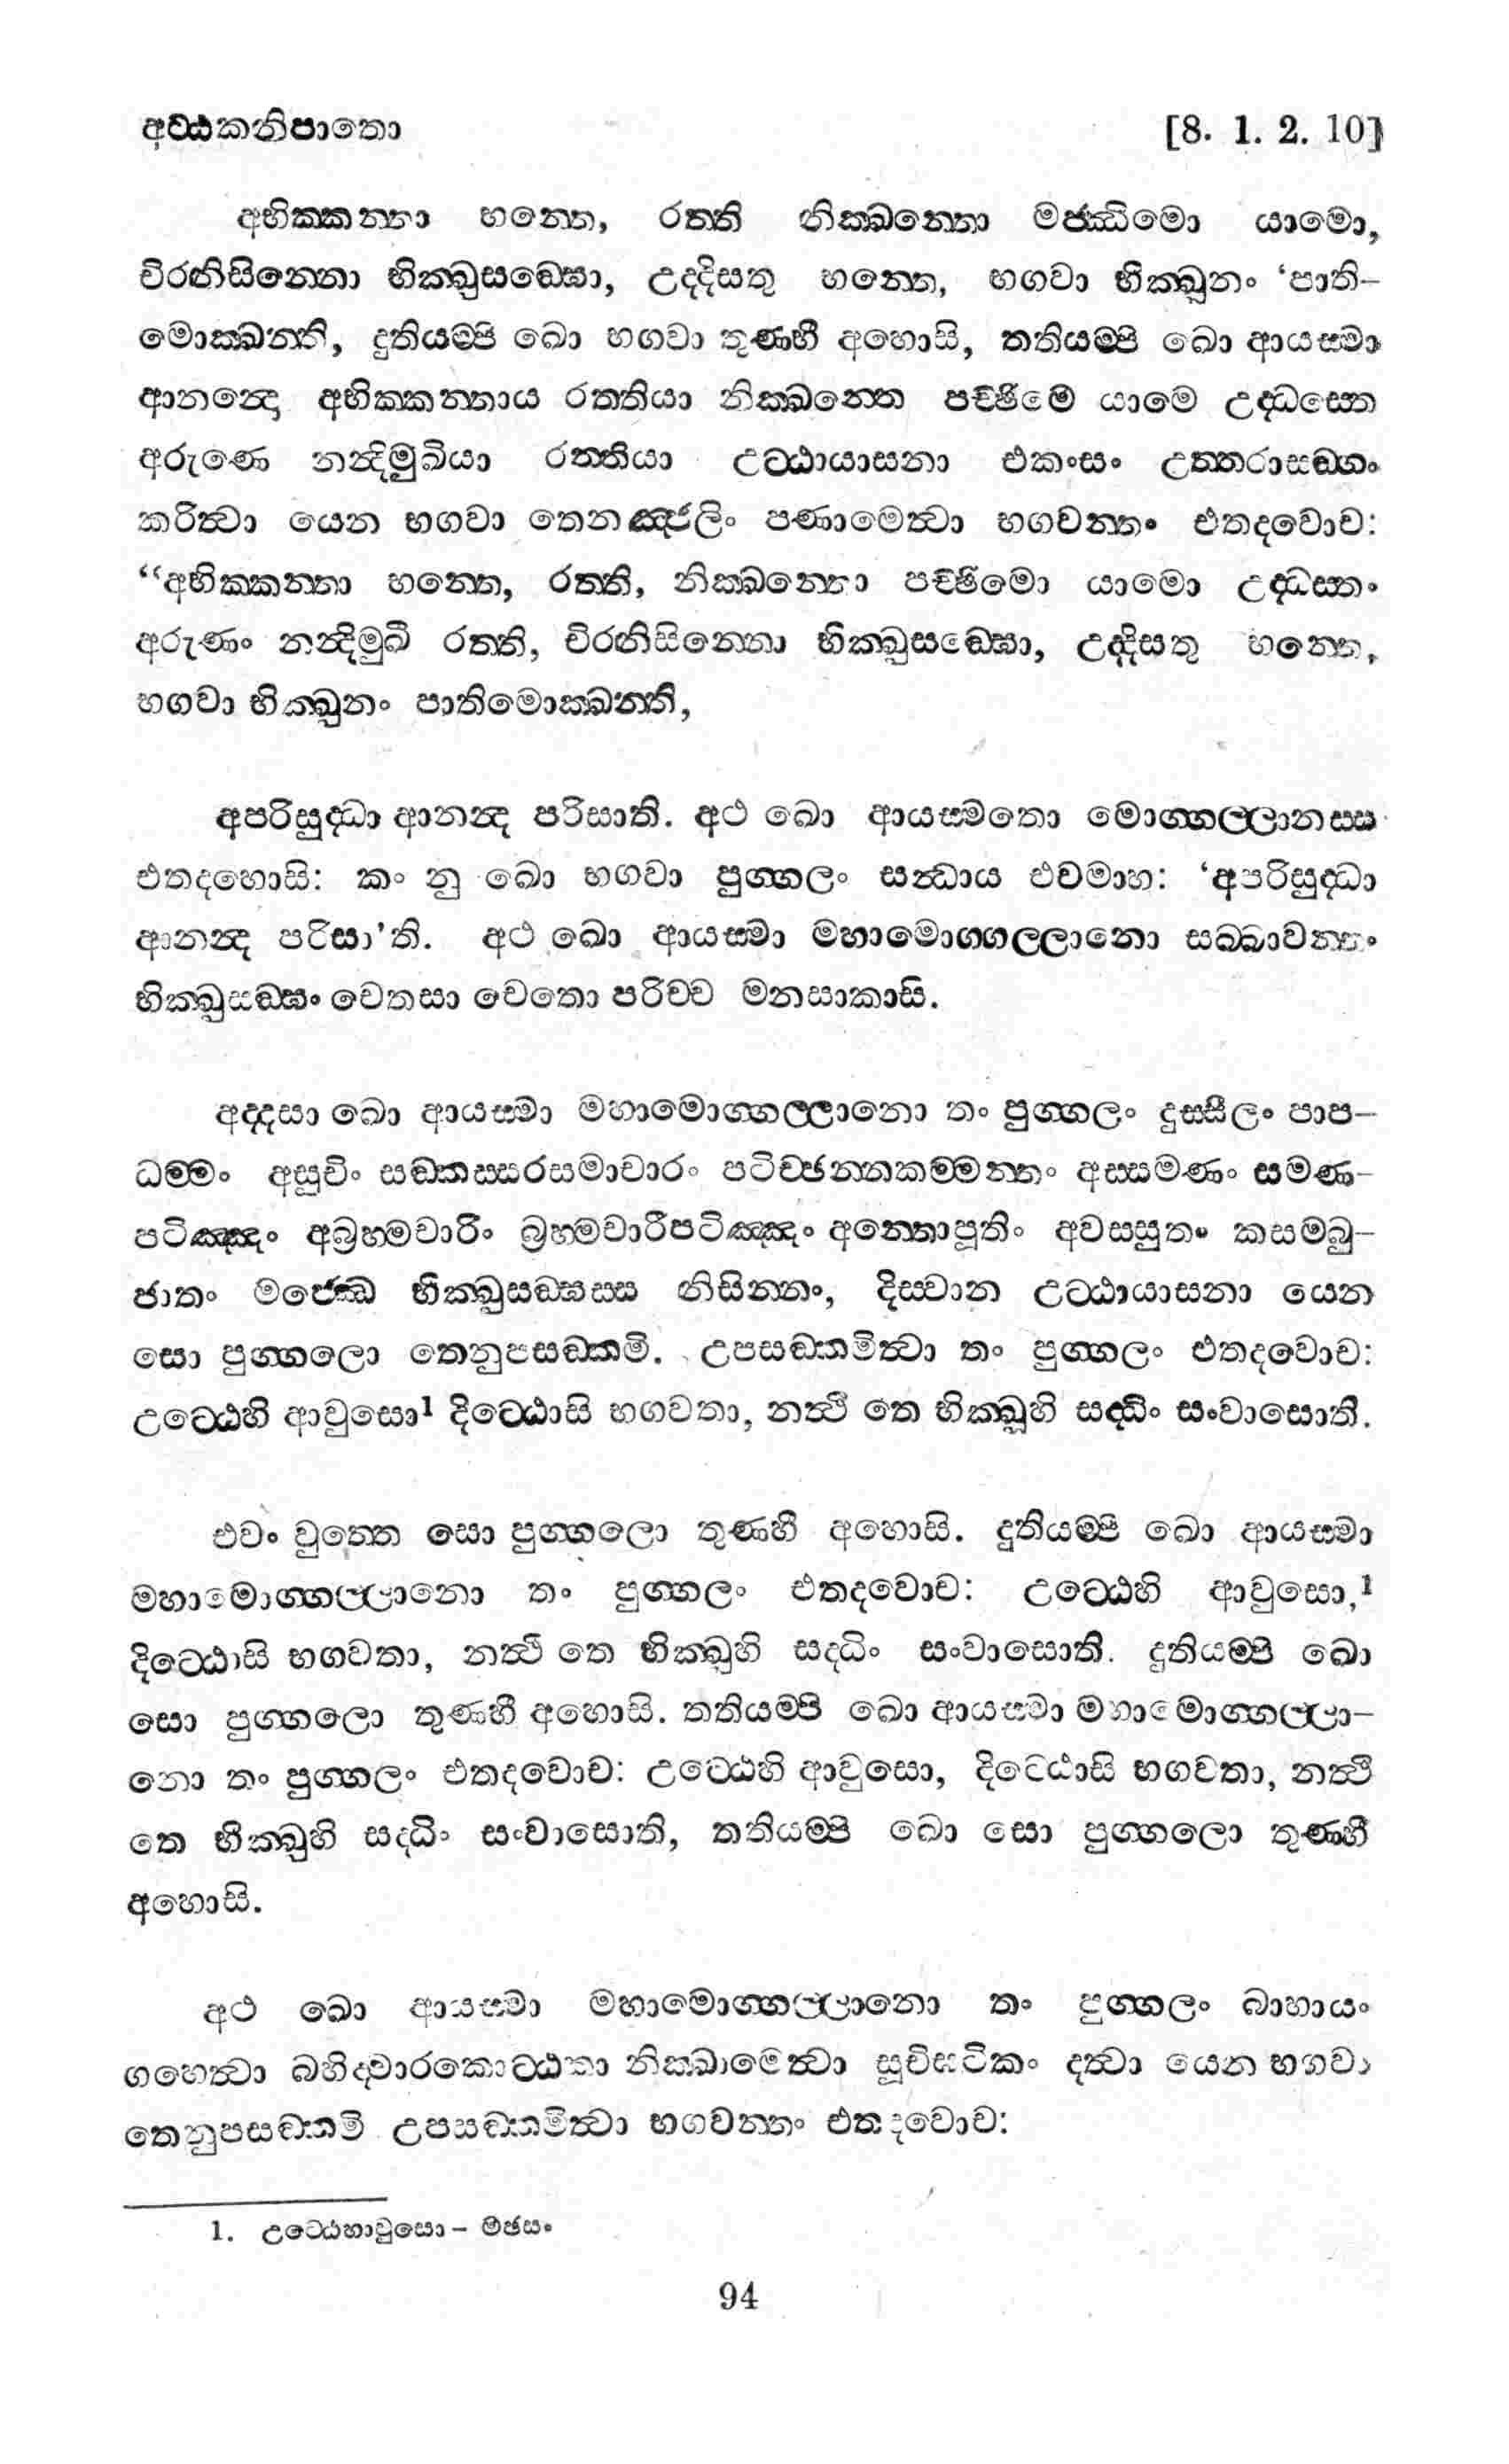 අට්ඨකනිපාතො [8. 1. 2. 10]
අභික්කන්තා භන්තෙ, රත්ති නික්ඛන්තො මජ්ඣිමො යාමො,
චිරනිසින්නො භික්ඛුසඞ්ඝො, උද්දිසතු භන්තෙ, භගවා භික්ඛුනං ‘පාති–
මොක්ඛන්ති, දුතියම්පි ඛො භගවා තුණ්හී අහොසි, තතියම්පි ඛො ආයස්මා
ආනන්දො අභික්කන්තාය රත්තියා නික්ඛන්තෙ පච්ඡිමෙ යාමෙ උද්ධස්තෙ
අරුණෙ නන්දිමුඛියා රත්තියා උට්ඨායාසනා එකංසං උත්තරාසඞ්ගං
කරිත්වා යෙන භගවා තෙනඤ්ජලිං පණාමෙත්වා භගවන්තං එතදවොච:
“අභික්කන්තා භන්තෙ, රත්ති, නික්ඛන්තො පච්ඡිමො යාමො උද්ධස්තං
අරුණං නන්දිමුඛී රත්ති, චිරනිසින්නො භික්ඛුසඞ්ඝො, උද්දිසතු භන්තෙ,
භගවා භික්ඛුනං පාතිමොක්ඛන්ති,
අපරිසුද්ධා ආනන්ද පරිසාති. අථ ඛො ආයස්මතො මොග්ගල්ලානස්ස
එතදහොසි: කං නු ඛො භගවා පුග්ගලං සන්ධාය එවමාහ: ‘අපරිසුද්ධා
ආනන්ද පරිසා’ති. අථ ඛො ආයස්මා මහාමොග්ගල්ලානො සබ්බාවන්තං
භික්ඛුසඞ්ඝං චෙතසා චෙතො පරිච්ච මනසාකාසි.
අද්දසා ඛො ආයස්මා මහාමොග්ගල්ලානො තං පුග්ගලං දුස්සීලං පාප–
ධම්මං අසුචිං සඞ්කස්සරසමාචාරං පටිච්ඡන්නකම්මන්තං අස්සමණං සමණ–
පටිඤ්ඤං අබ්‍රහ්මචාරිං බ්‍රහ්මචාරීපටිඤ්ඤං අන්තොපූතිං අවස්සුතං කසම්බු–
ජාතං මජ්ඣෙ භික්ඛුසඞ්ඝස්ස නිසින්නං, දිස්වාන උට්ඨායාසනා යෙන
සො පුග්ගලො තෙනුපසඞ්කමි. උපසඞ්කමිත්වා තං පුග්ගලං එතදවොච:
උට්ඨෙහි ආවුසො¹ දිට්ඨොසි භගවතා, නත්ථි තෙ භික්ඛූහි සද්ධිං සංවාසොති.
එවං වුත්තෙ සො පුග්ගලො තුණ්හී අහොසි. දුතියම්පි ඛො ආයස්මා
මහාමොග්ගල්ලානො තං පුග්ගලං එතදවොච: උට්ඨෙහි ආවුසො,¹
දිට්ඨොසි භගවතා, නත්ථි තෙ භික්ඛුහි සද්ධිං සංවාසොති. දුතියම්පි ඛො
සො පුග්ගලො තුණ්හී අහොසි. තතියම්පි ඛො ආයස්මා මහාමොග්ගල්ලා–
නො තං පුග්ගලං එතදවොච: උට්ඨෙහි ආවුසො, දිට්ඨොසි භගවතා, නත්ථි
තෙ භික්ඛුහි සද්ධිං සංවාසොති, තතියම්පි ඛො සො පුග්ගලො තුණ්හී
අහොසි.
අථ ඛො ආයස්මා මහාමොග්ගල්ලානො තං පුග්ගලං බාහායං
ගහෙත්වා බහිද්වාරකොට්ඨකා නික්ඛාමෙත්වා සූචිඝටිකං දත්වා යෙන භගවා
තෙනුපසඞ්කමි උපසඞ්කමිත්වා භගවන්තං එතදවොච:
1. උට්ඨෙහාවුසො – මඡසං
94